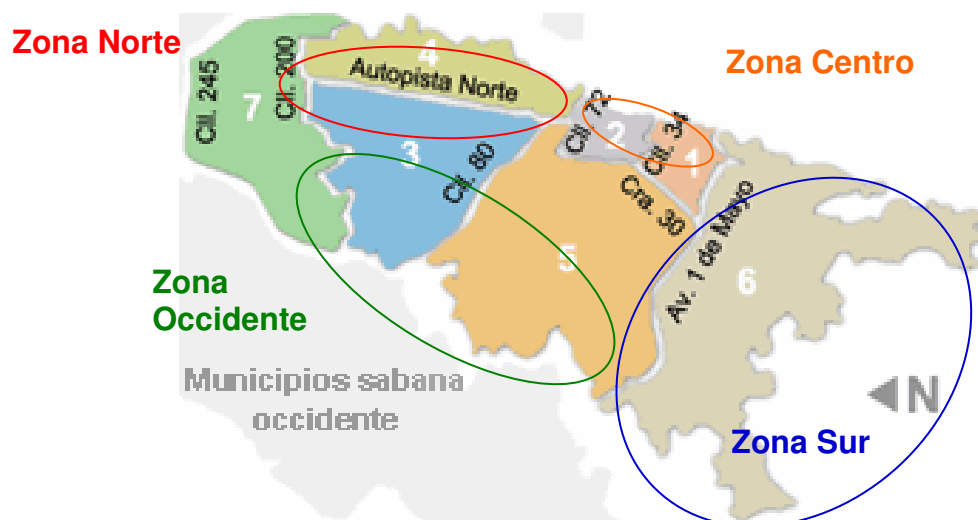 Zona Norte
Zona Centro
Cll. 245
Cll. 200
7
4
Autopista Norte
3
Cll. 80
Cll. 72
2
Cll. 34
1
Cra. 30
5
Av. 1 de Mayo
6
Zona
Occidente
Municipios sabana
occidente
N
Zona Sur